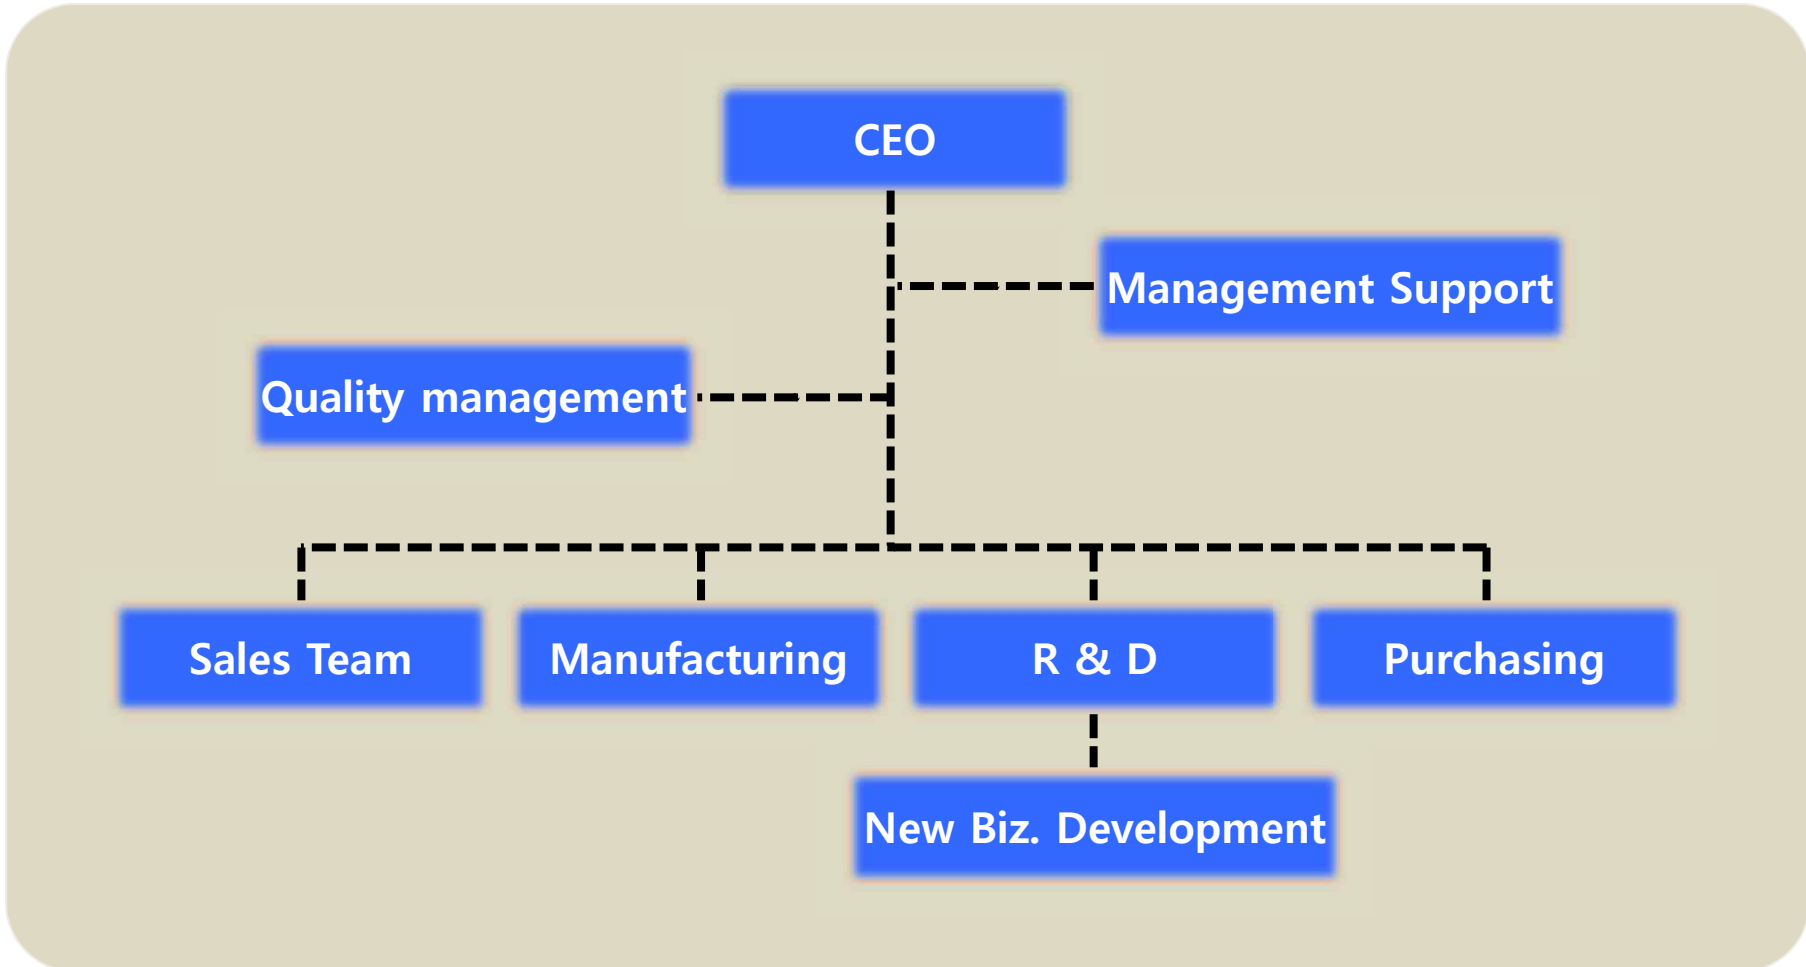 CEO
Management Support
Quality management
Sales Team
Manufacturing
R & D
Purchasing
New Biz. Development